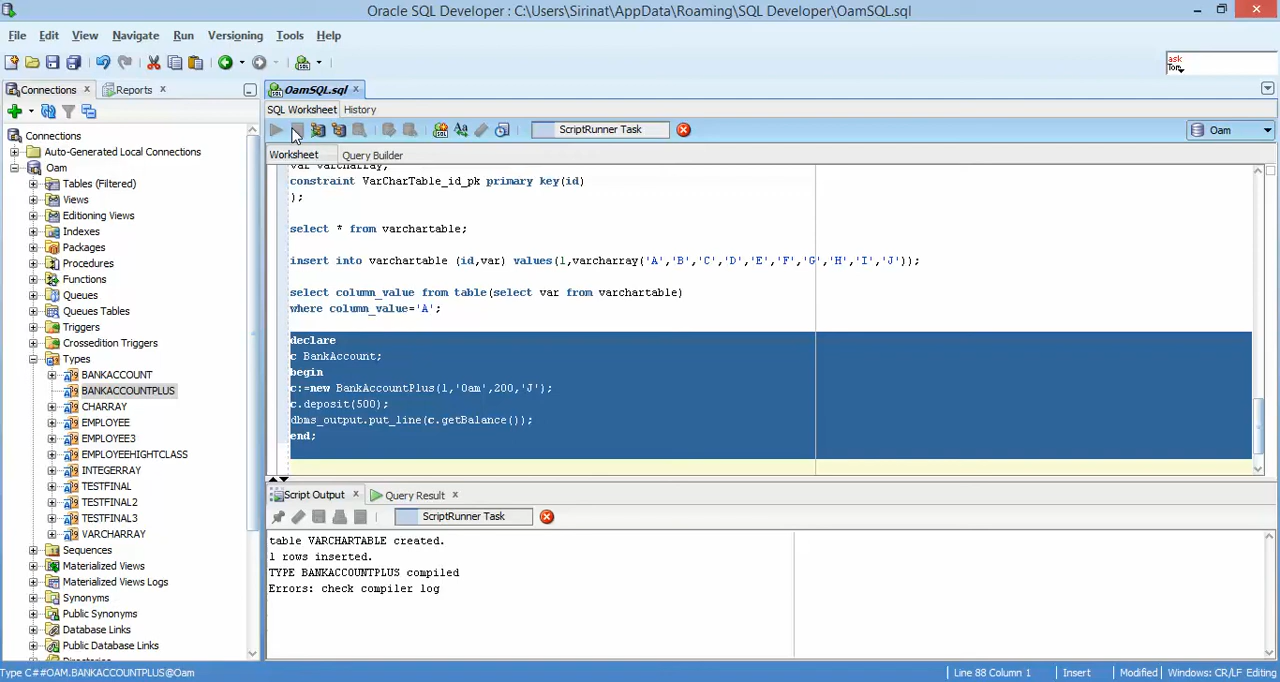 Oracle SQL Developer : C:\Users\Sirinat\AppData\Roaming\SQL Developer\OamSQL.sql
File Edit View Navigate Run Versioning Tools Help
ask
Tom
Connections
Reports
OamSQL.sql
SQL Worksheet History
ScriptRunner Task
Oam
Worksheet Query Builder
Connections
Auto-Generated Local Connections
Oam
Tables (Filtered)
Views
Editioning Views
Indexes
Packages
Procedures
Functions
Queues
Queues Tables
Triggers
Crossedition Triggers
Types
BANKACCOUNT
BANKACCOUNTPLUS
CHARRAY
EMPLOYEE
EMPLOYEE3
EMPLOYEEHIGHTCLASS
INTEGERRAY
TESTFINAL
TESTFINAL2
TESTFINAL3
VARCHARRAY
Sequences
Materialized Views
Materialized Views Logs
Synonyms
Public Synonyms
Database Links
Public Database Links
Directories
var varcharray,
constraint VarCharTable_id_pk primary key(id)
);
select * from varchartable;
insert into varchartable (id,var) values(1,varcharray('A','B','C','D','E','F','G','H','I','J'));
select column_value from table(select var from varchartable)
where column_value='A';
declare
c BankAccount;
begin
c:=new BankAccountPlus(1,'Oam',200,'J');
c.deposit(500);
dbms_output.put_line(c.getBalance());
end;
Script Output Query Result
ScriptRunner Task
table VARCHARTABLE created.
1 rows inserted.
TYPE BANKACCOUNTPLUS compiled
Errors: check compiler log
Type C##OAM.BANKACCOUNTPLUS@Oam
Line 88 Column 1 Insert Modified Windows: CR/LF Editing